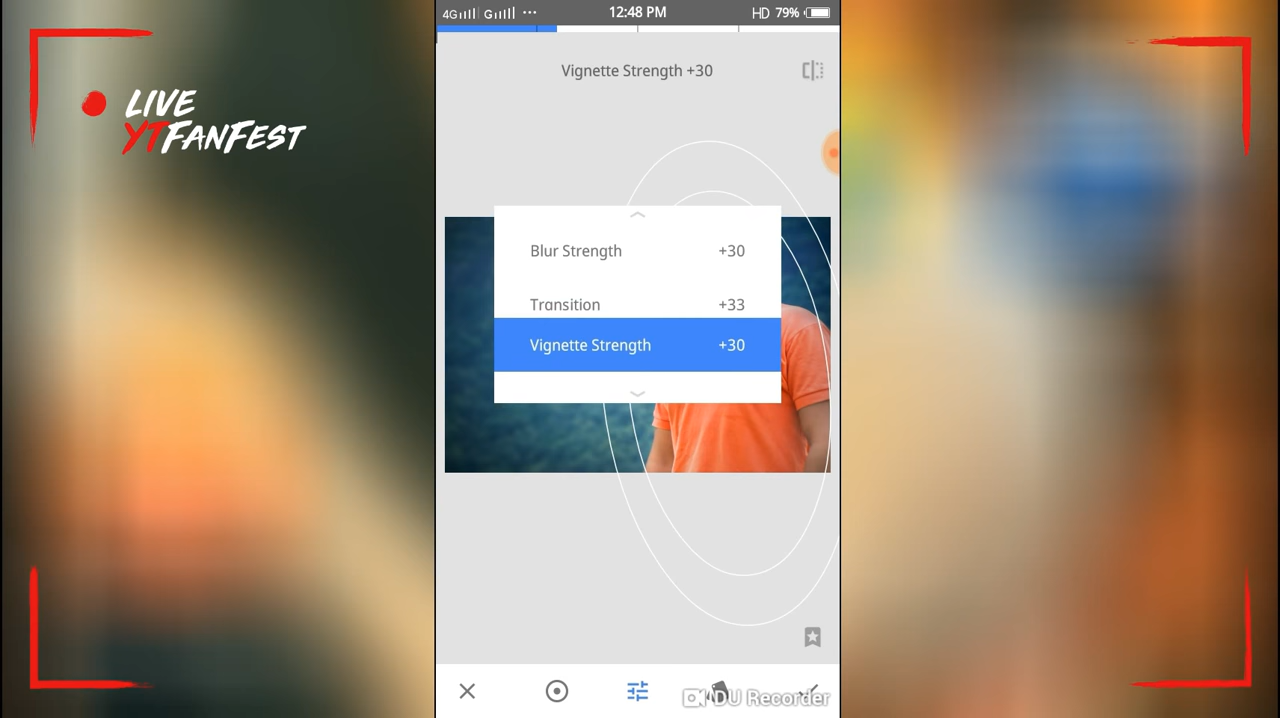 LIVE
YTFANFEST
4G G ... 12:48 PM HD 79%
Vignette Strength +30
Blur Strength +30
Transition +33
Vignette Strength +30
DU Recorder